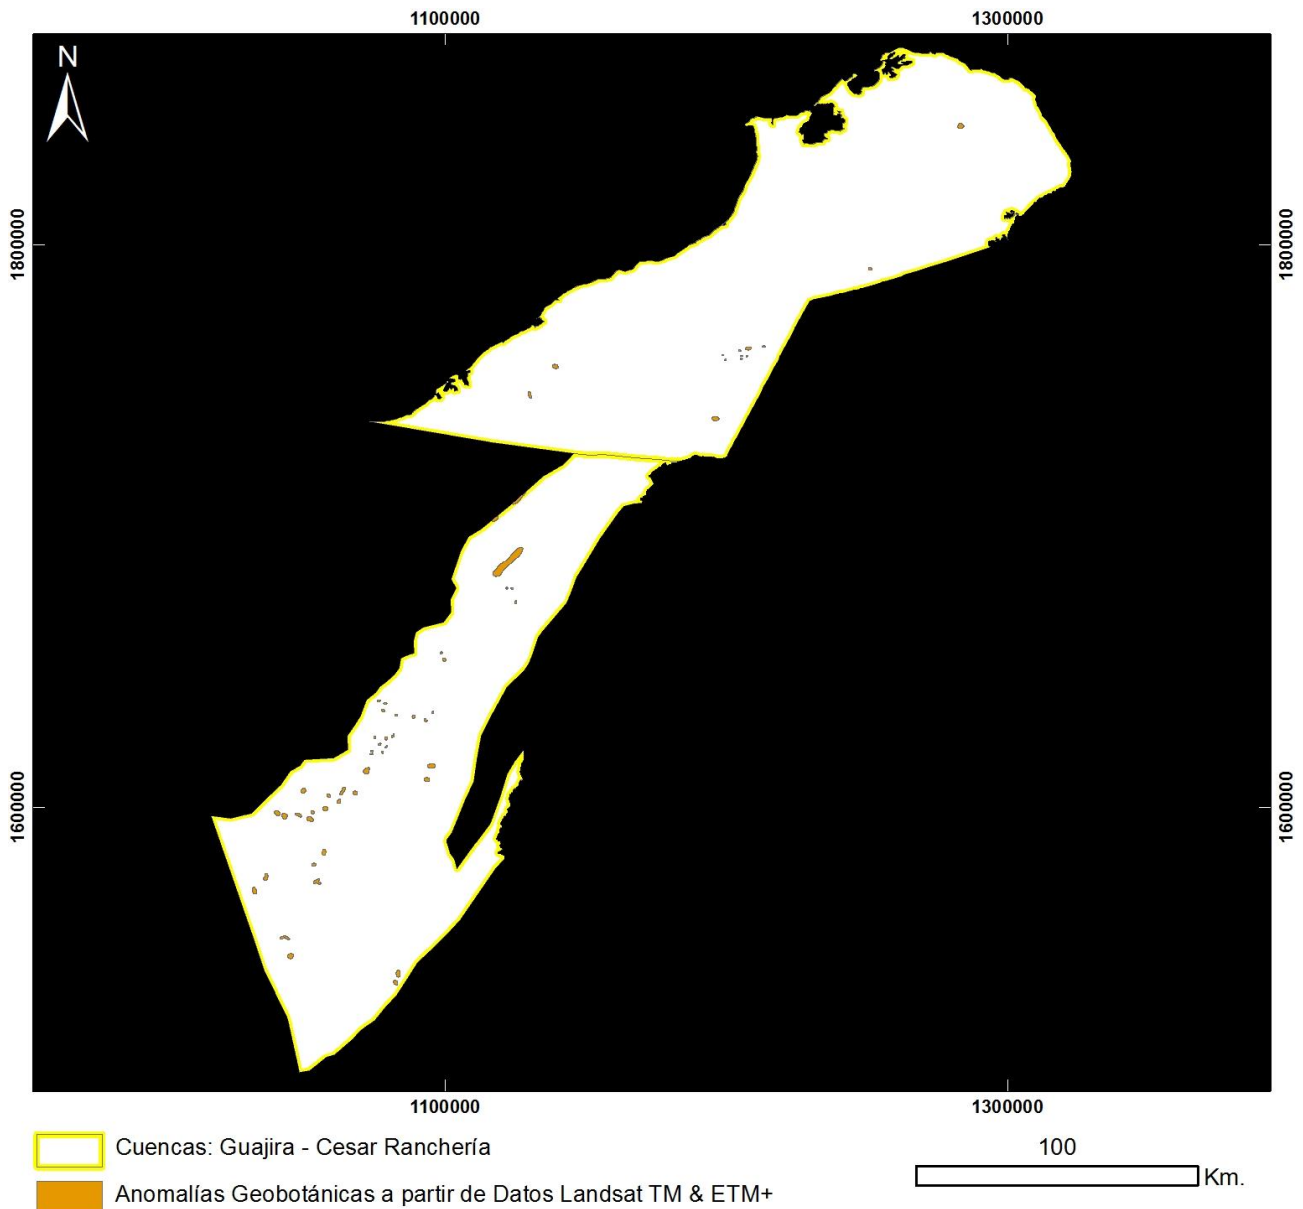 1100000 1300000
N
1800000 1800000
1600000 1600000
1100000 1300000
Cuencas: Guajira - Cesar Ranchería
100
Km.
Anomalías Geobotánicas a partir de Datos Landsat TM & ETM+